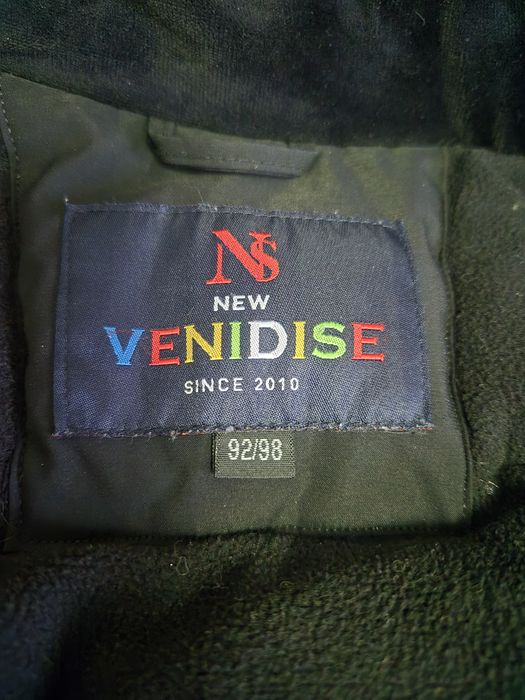 NS
NEW
VENIDISE
SINCE 2010
92/98